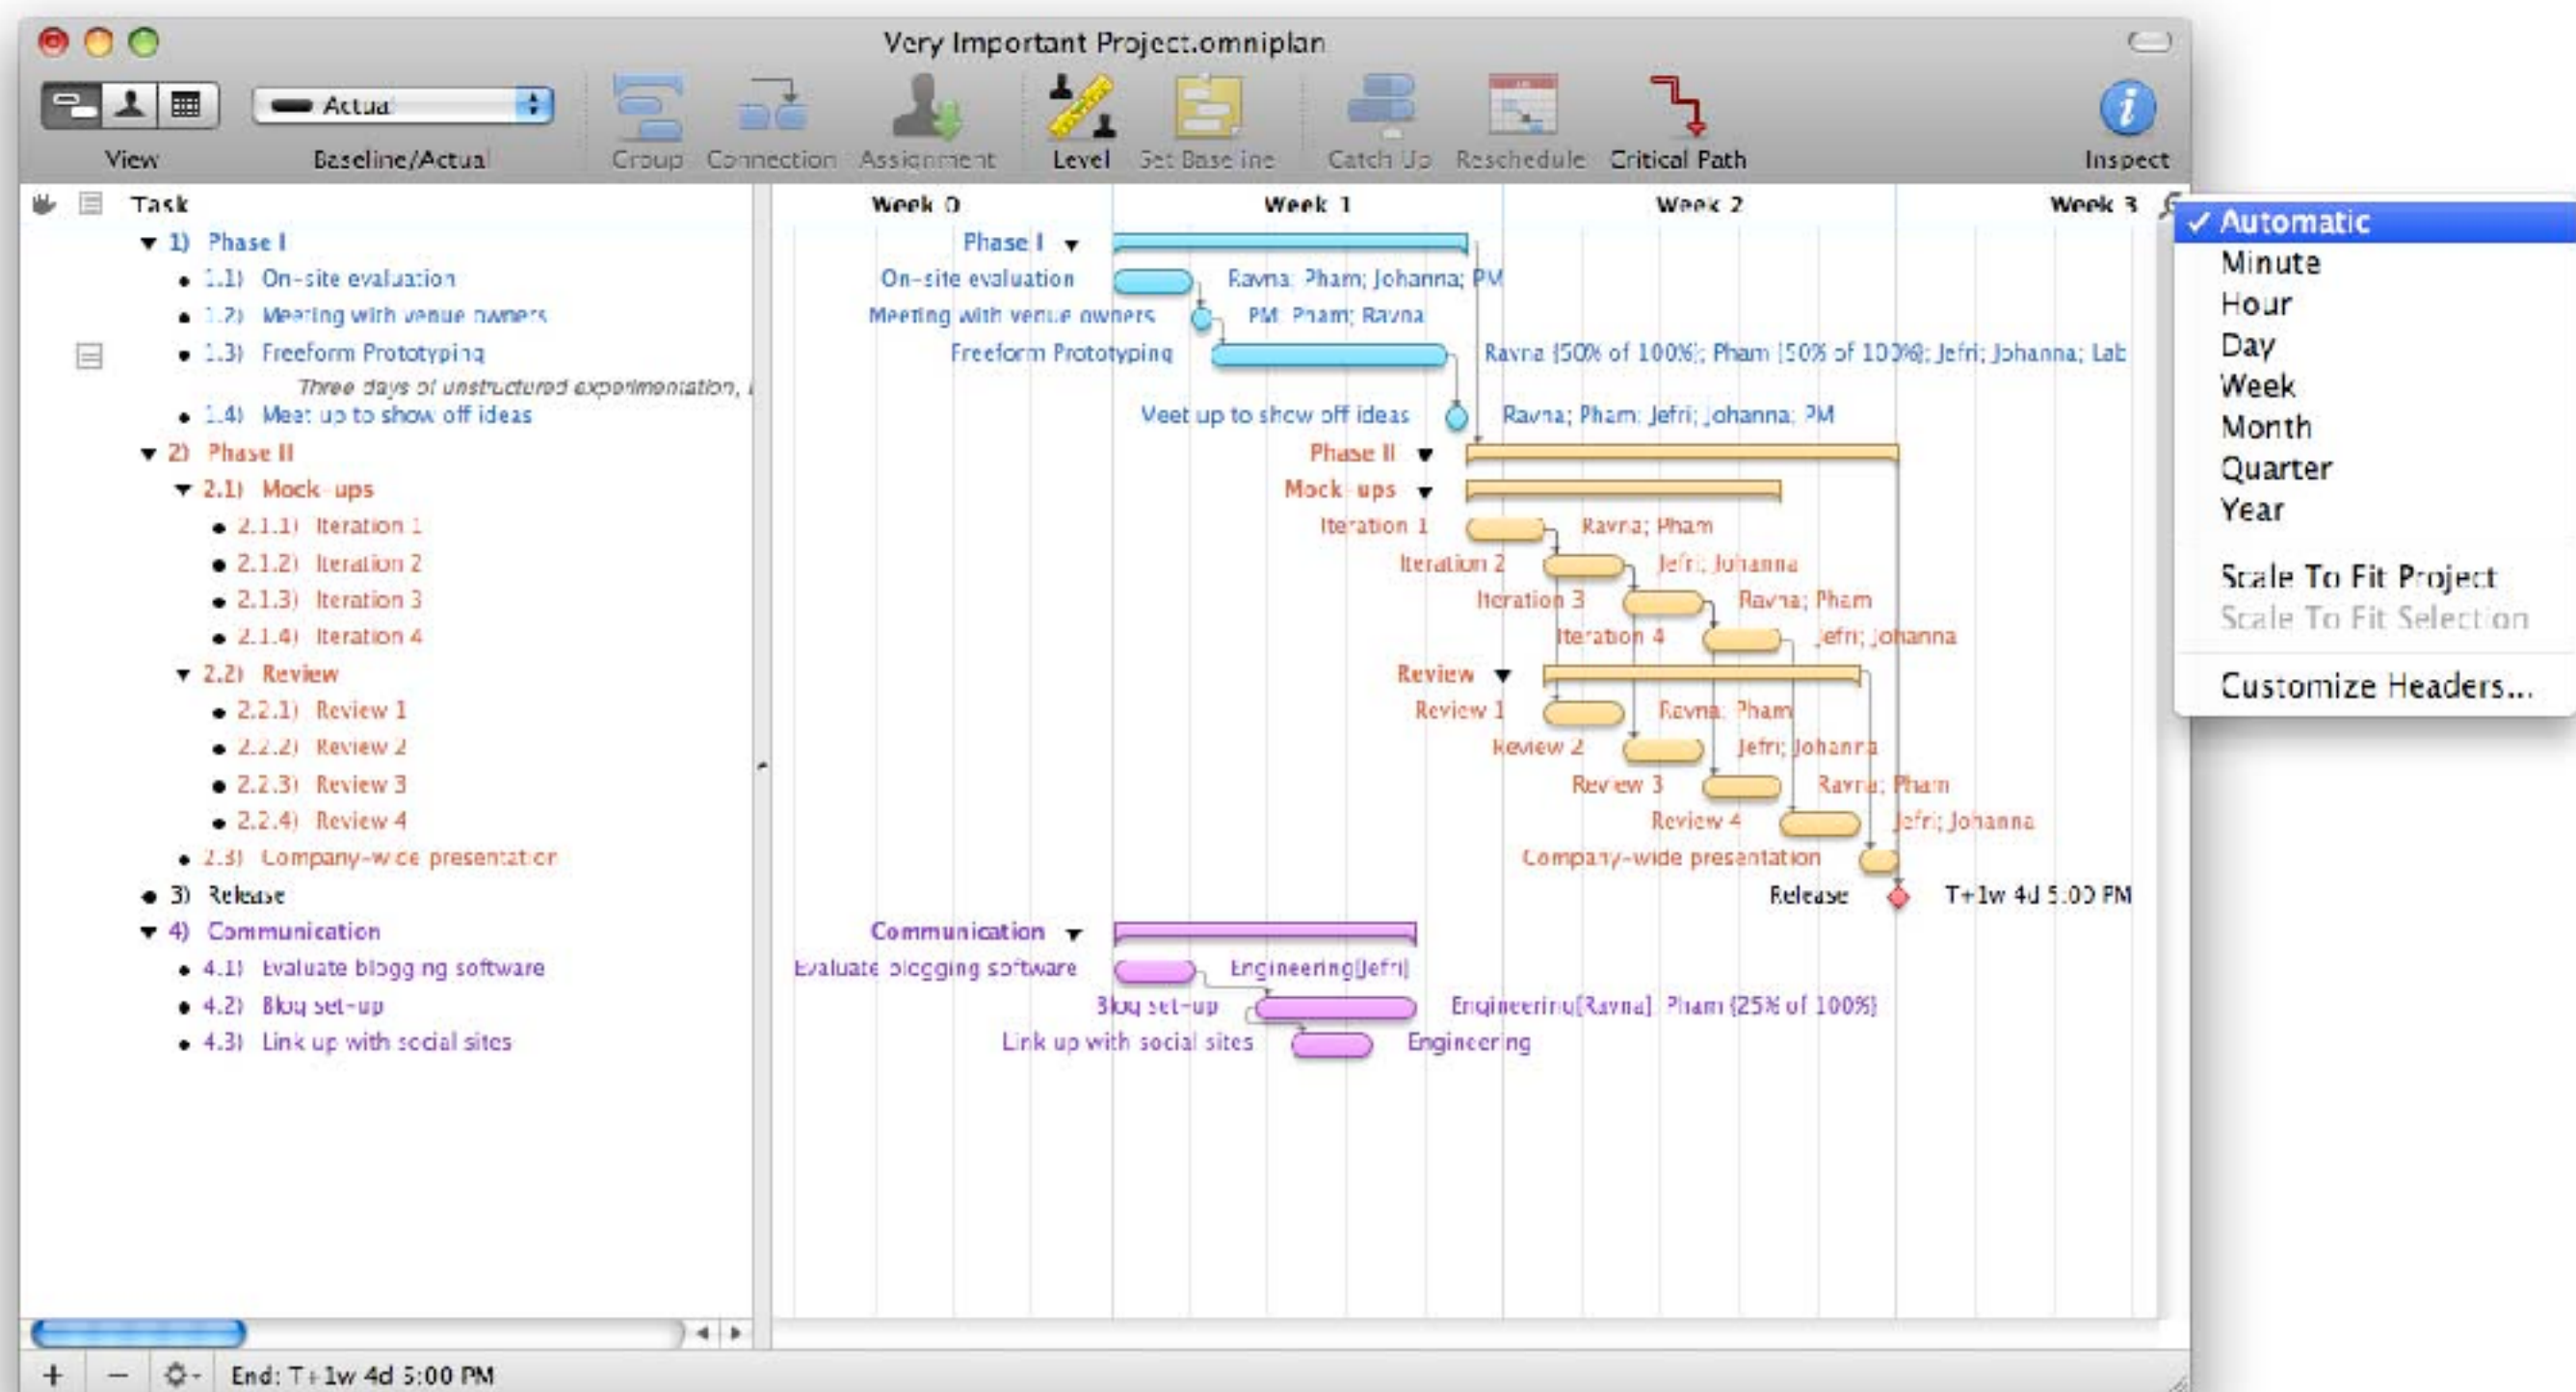 Very Important Project.omniplan
Actual
View
Baseline/Actual
Group
Connection
Assignment
Level
Set Baseline
Catch Up
Reschedule
Critical Path
Inspect
Task
Week 0
Week 1
Week 2
Week 3
1) Phase I
1.1) On-site evaluation
1.2) Meeting with venue owners
1.3) Freeform Prototyping
Three days of unstructured experimentation,
1.4) Meet up to show off ideas
2) Phase II
2.1) Mock-ups
2.1.1) Iteration 1
2.1.2) Iteration 2
2.1.3) Iteration 3
2.1.4) Iteration 4
2.2) Review
2.2.1) Review 1
2.2.2) Review 2
2.2.3) Review 3
2.2.4) Review 4
2.3) Company-wide presentation
3) Release
4) Communication
4.1) Evaluate blogging software
4.2) Blog set-up
4.3) Link up with social sites
Phase I
On-site evaluation Ravna; Pham; Johanna; PM
Meeting with venue owners PM; Pham; Ravna
Freeform Prototyping Ravna {50% of 100%}; Pham {50% of 100%}; Jefri; Johanna; Lab
Meet up to show off ideas Ravna; Pham; Jefri; Johanna; PM
Phase II
Mock-ups
Iteration 1 Ravna; Pham
Iteration 2 Jefri; Johanna
Iteration 3 Ravna; Pham
Iteration 4 Jefri; Johanna
Review
Review 1 Ravna; Pham
Review 2 Jefri; Johanna
Review 3 Ravna; Pham
Review 4 Jefri; Johanna
Company-wide presentation
Release T+1w 4d 5:00 PM
Communication
Evaluate blogging software Engineering[Jefri]
Blog set-up Engineering[Ravna]; Pham {25% of 100%}
Link up with social sites Engineering
✓ Automatic
Minute
Hour
Day
Week
Month
Quarter
Year
Scale To Fit Project
Scale To Fit Selection
Customize Headers...
End: T+1w 4d 5:00 PM